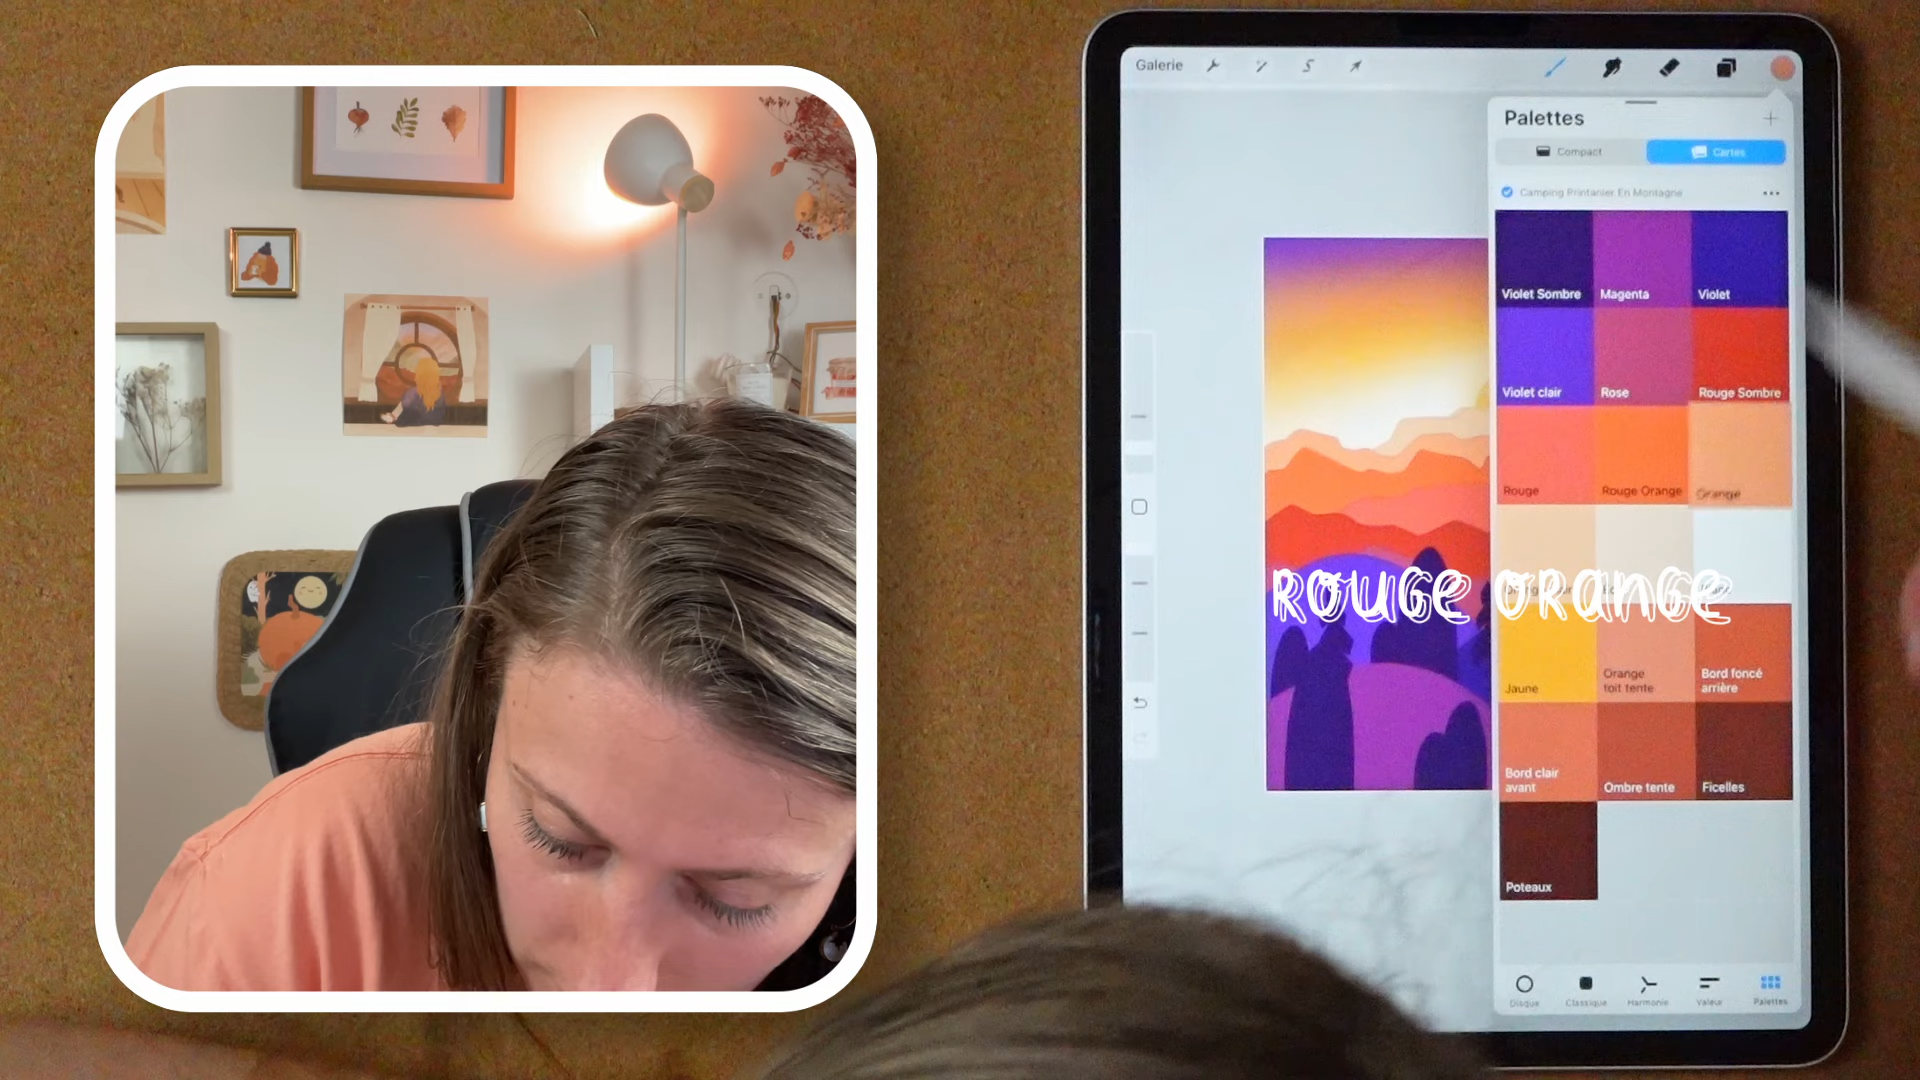 Galerie
Palettes
Compact
Cartes
Camping Printanier En Montagne
Violet Sombre
Magenta
Violet
Violet clair
Rose
Rouge Sombre
Rouge
Rouge Orange
Orange
ROUGE ORANGE
Jaune
Orange
toit tente
Bord foncé
arrière
Bord clair
avant
Ombre tente
Ficelles
Poteaux
Disque
Classique
Harmonie
Valeur
Palettes